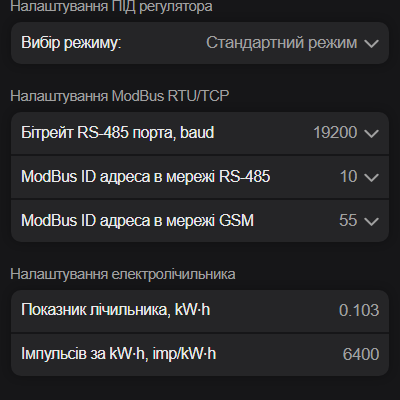 Налаштування ПІД регулятора
Вибір режиму: Стандартний режим
Налаштування ModBus RTU/TCP
Бітрейт RS-485 порта, baud 19200
ModBus ID адреса в мережі RS-485 10
ModBus ID адреса в мережі GSM 55
Налаштування електролічильника
Показник лічильника, kW·h 0.103
Імпульсів за kW·h, imp/kW·h 6400